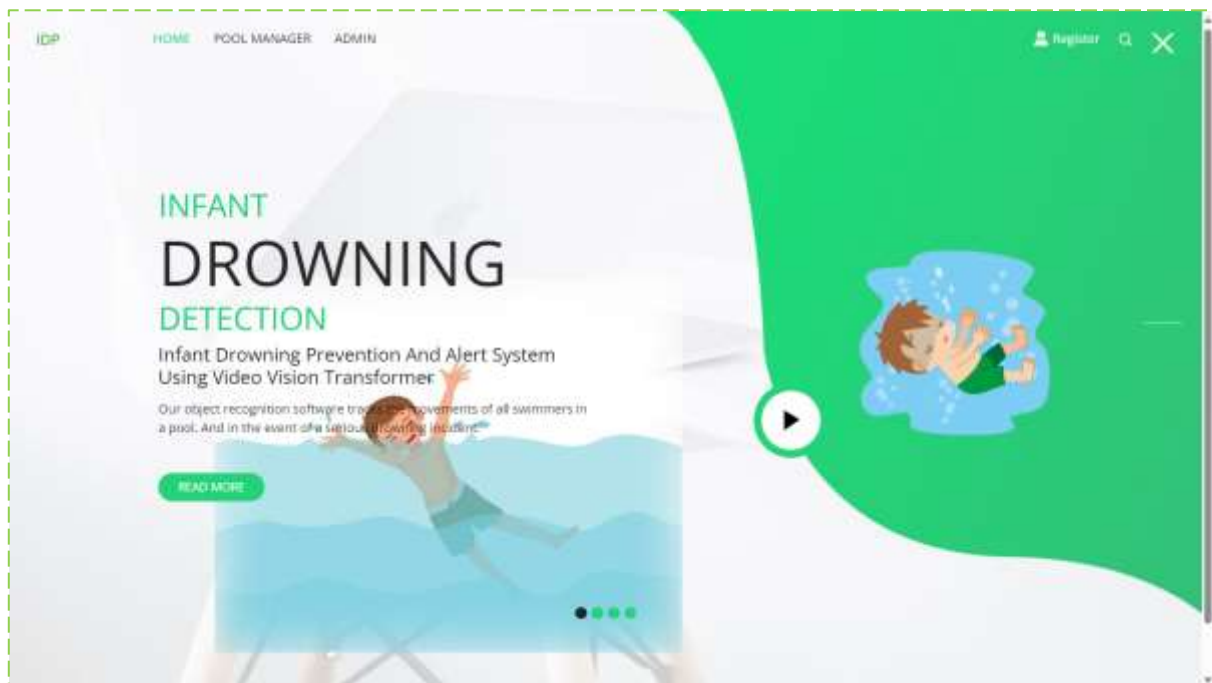 IDP
HOME POOL MANAGER ADMIN
Register
INFANT
DROWNING
DETECTION
Infant Drowning Prevention And Alert System
Using Video Vision Transformer
Our object recognition software tracks the movements of all swimmers in
a pool. And in the event of a serious drowning incident.
READ MORE